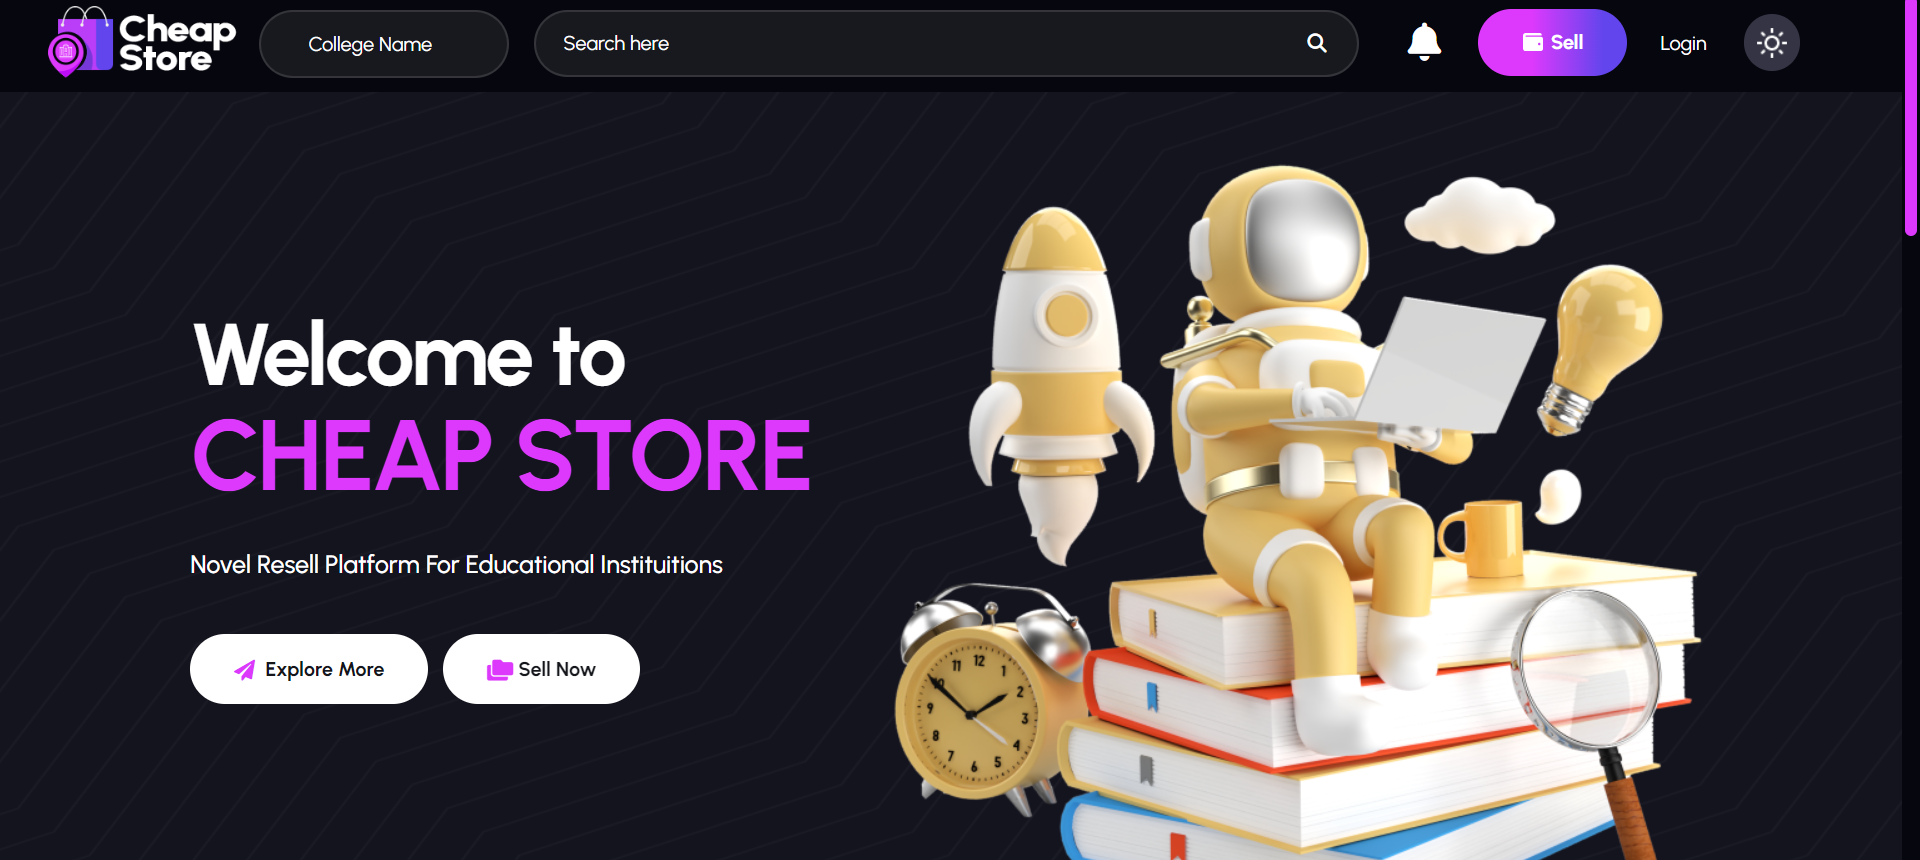 Cheap
Store
College Name
Search here
Sell
Login
Welcome to
CHEAP STORE
Novel Resell Platform For Educational Instituitions
Explore More
Sell Now
11 12 1
10 2
9 3
8 4
7 6 5